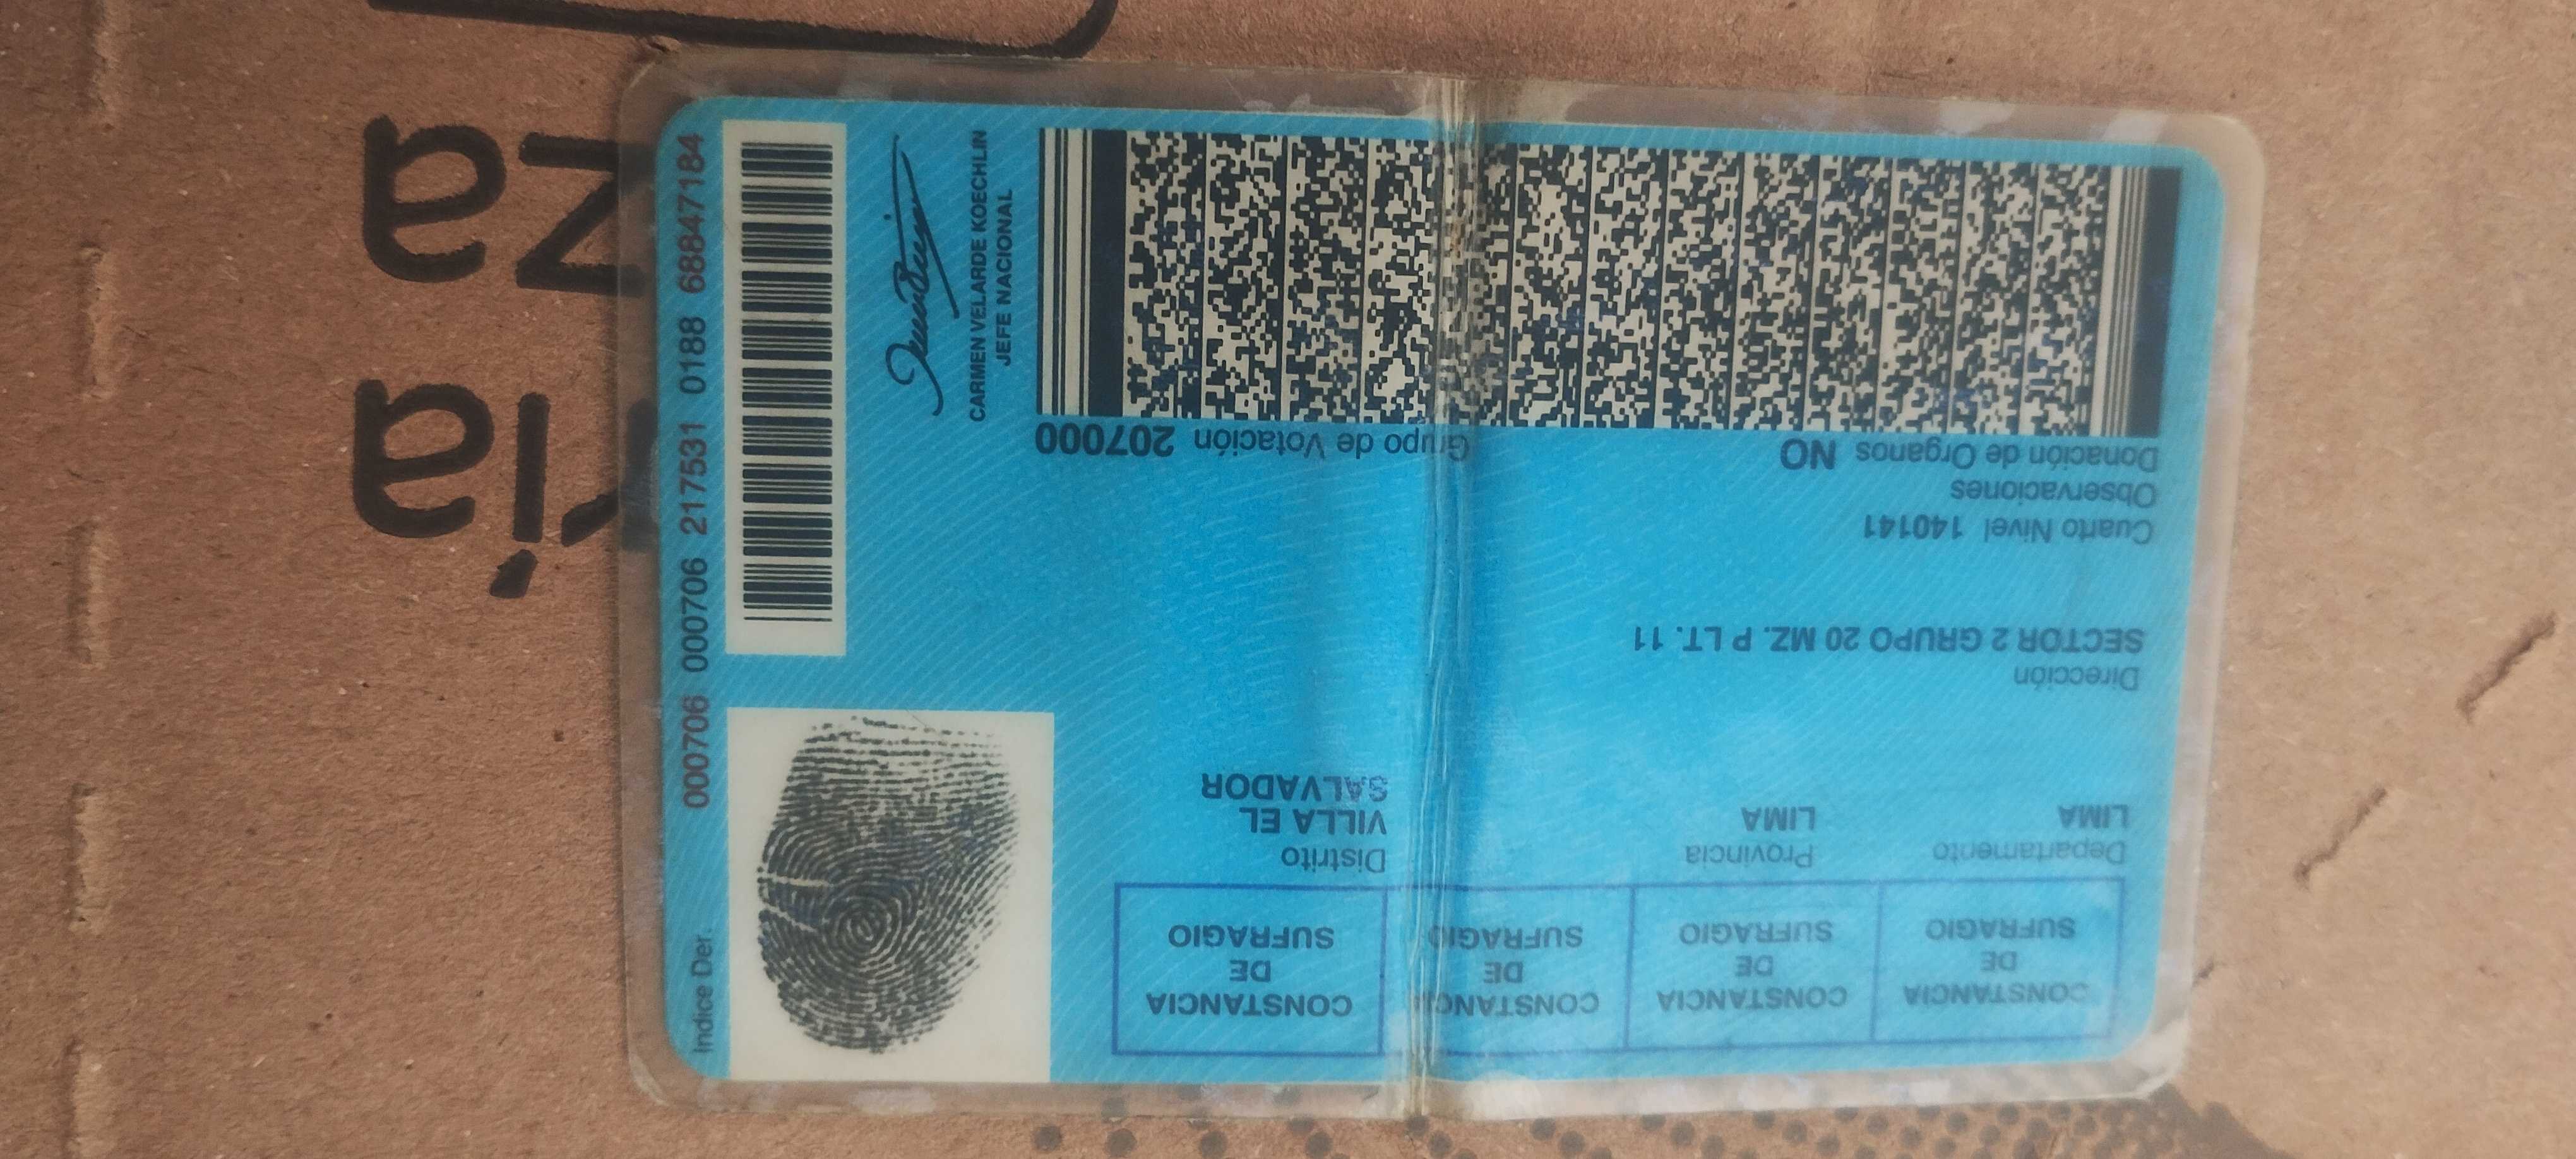 CONSTANCIA DE SUFRAGIO
CONSTANCIA DE SUFRAGIO
CONSTANCIA DE SUFRAGIO
CONSTANCIA DE SUFRAGIO
Departamento
LIMA
Provincia
LIMA
Distrito
VILLA EL
SALVADOR
Dirección
SECTOR 2 GRUPO 20 MZ. P LT. 11
Cuarto Nivel 140141
Observaciones
Donación de Organos NO
Grupo de Votación 207000
Indice Der.
000706 000706 217531 0188 68847184
CARMEN VELARDE KOECHLIN
JEFE NACIONAL